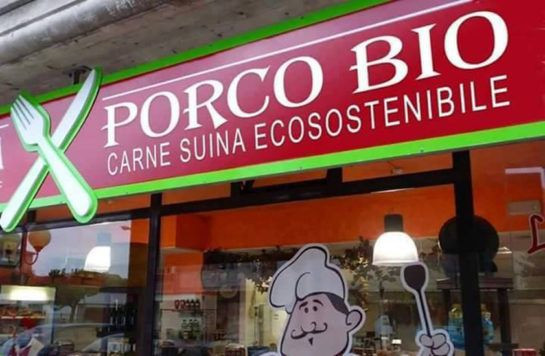 PORCO BIO
CARNE SUINA ECOSOSTENIBILE